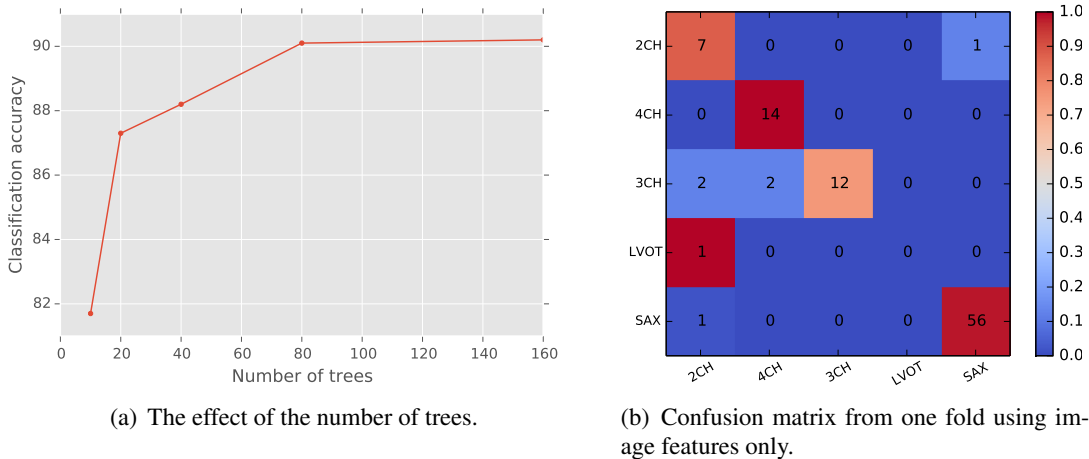 90
88
86
84
82
Classification accuracy
0 20 40 60 80 100 120 140 160
Number of trees
(a) The effect of the number of trees.
2CH 7 0 0 0 1
4CH 0 14 0 0 0
3CH 2 2 12 0 0
LVOT 1 0 0 0 0
SAX 1 0 0 0 56
2CH 4CH 3CH LVOT SAX
1.0
0.9
0.8
0.7
0.6
0.5
0.4
0.3
0.2
0.1
0.0
(b) Confusion matrix from one fold using im-
age features only.